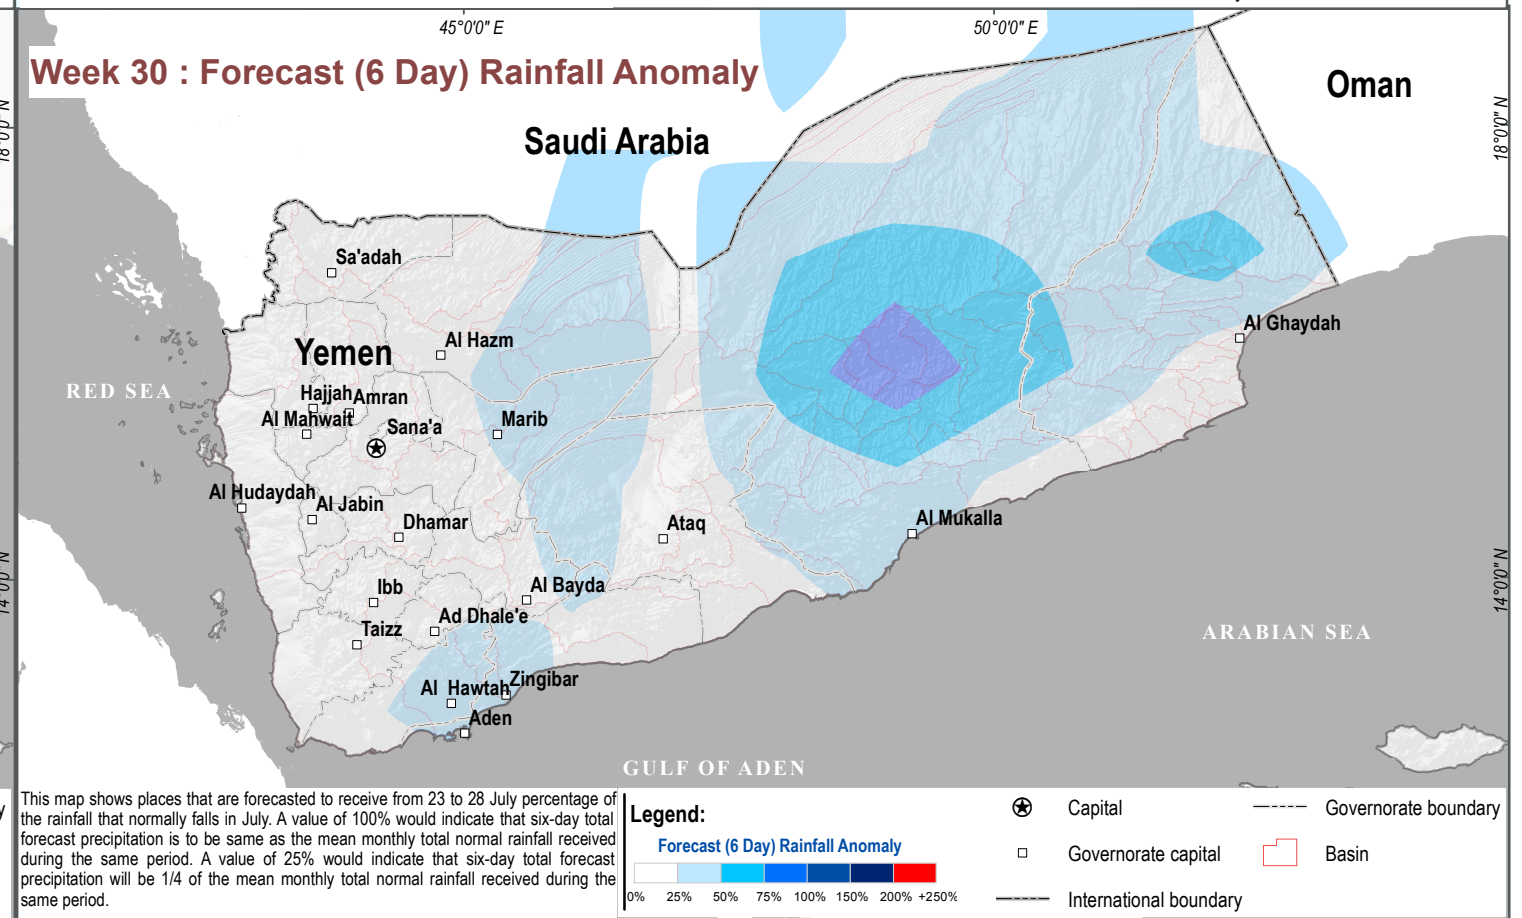 45°0'0" E
50°0'0" E
Week 30 : Forecast (6 Day) Rainfall Anomaly
Oman
Saudi Arabia
18°0'0" N
18°0'0" N
Sa'adah
Al Ghaydah
Al Hazm
Yemen
RED SEA
Hajjah
Amran
Al Mahwait
Sana'a
Marib
Al Hudaydah
Al Jabin
Dhamar
Ataq
Al Mukalla
14°0'0" N
14°0'0" N
Ibb
Al Bayda
Ad Dhale'e
Taizz
ARABIAN SEA
Al Hawtah
Zingibar
Aden
GULF OF ADEN
y
This map shows places that are forecasted to receive from 23 to 28 July percentage of
the rainfall that normally falls in July. A value of 100% would indicate that six-day total
forecast precipitation is to be same as the mean monthly total normal rainfall received
during the same period. A value of 25% would indicate that six-day total forecast
precipitation will be 1/4 of the mean monthly total normal rainfall received during the
same period.
Legend:
Forecast (6 Day) Rainfall Anomaly
0% 25% 50% 75% 100% 150% 200% +250%
Capital
Governorate boundary
Governorate capital
Basin
International boundary